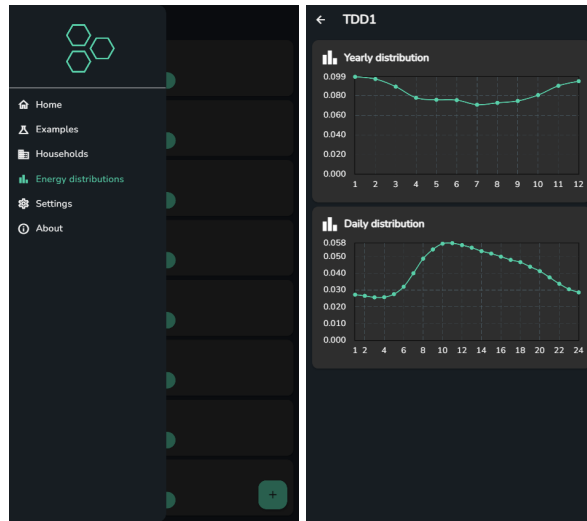 Home
Examples
Households
Energy distributions
Settings
About
+
← TDD1
Yearly distribution
0.099
0.080
0.060
0.040
0.020
0.000
1 2 3 4 5 6 7 8 9 10 11 12
Daily distribution
0.058
0.050
0.040
0.030
0.020
0.010
0.000
1 2 4 6 8 10 12 14 16 18 20 22 24